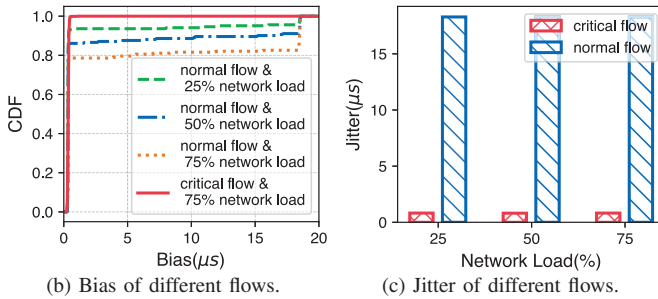 1.0
0.8
0.6
0.4
0.2
0.0
CDF
normal flow &
25% network load
normal flow &
50% network load
normal flow &
75% network load
critical flow &
75% network load
0
5
10
15
20
Bias(μs)
(b) Bias of different flows.
15
10
5
0
Jitter(μs)
critical flow
normal flow
25
50
75
Network Load(%)
(c) Jitter of different flows.